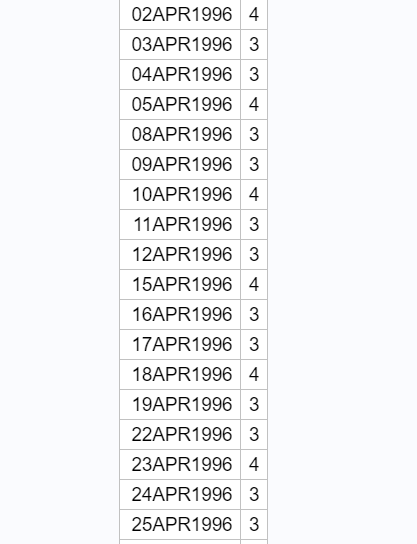 02APR1996 4
03APR1996 3
04APR1996 3
05APR1996 4
08APR1996 3
09APR1996 3
10APR1996 4
11APR1996 3
12APR1996 3
15APR1996 4
16APR1996 3
17APR1996 3
18APR1996 4
19APR1996 3
22APR1996 3
23APR1996 4
24APR1996 3
25APR1996 3